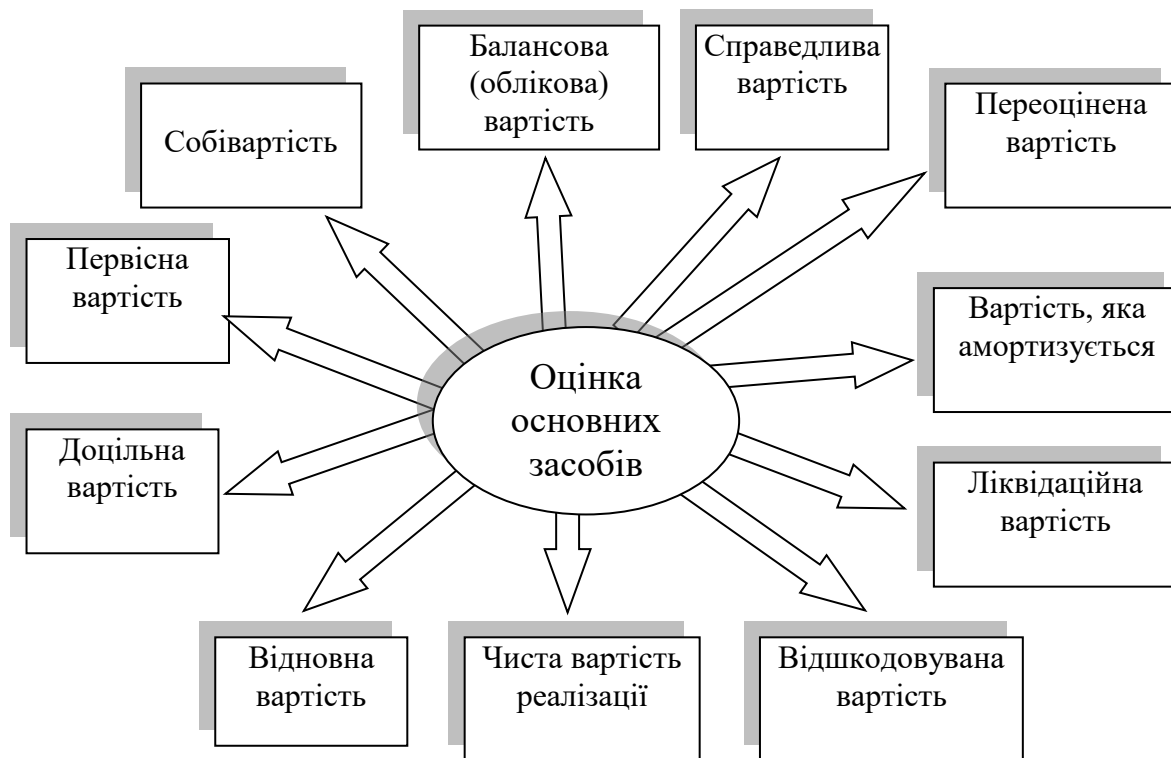 Балансова
(облікова)
вартість
Справедлива
вартість
Переоцінена
вартість
Собівартість
Первісна
вартість
Вартість, яка
амортизується
Оцінка
основних
засобів
Доцільна
вартість
Ліквідаційна
вартість
Відновна
вартість
Чиста вартість
реалізації
Відшкодовувана
вартість